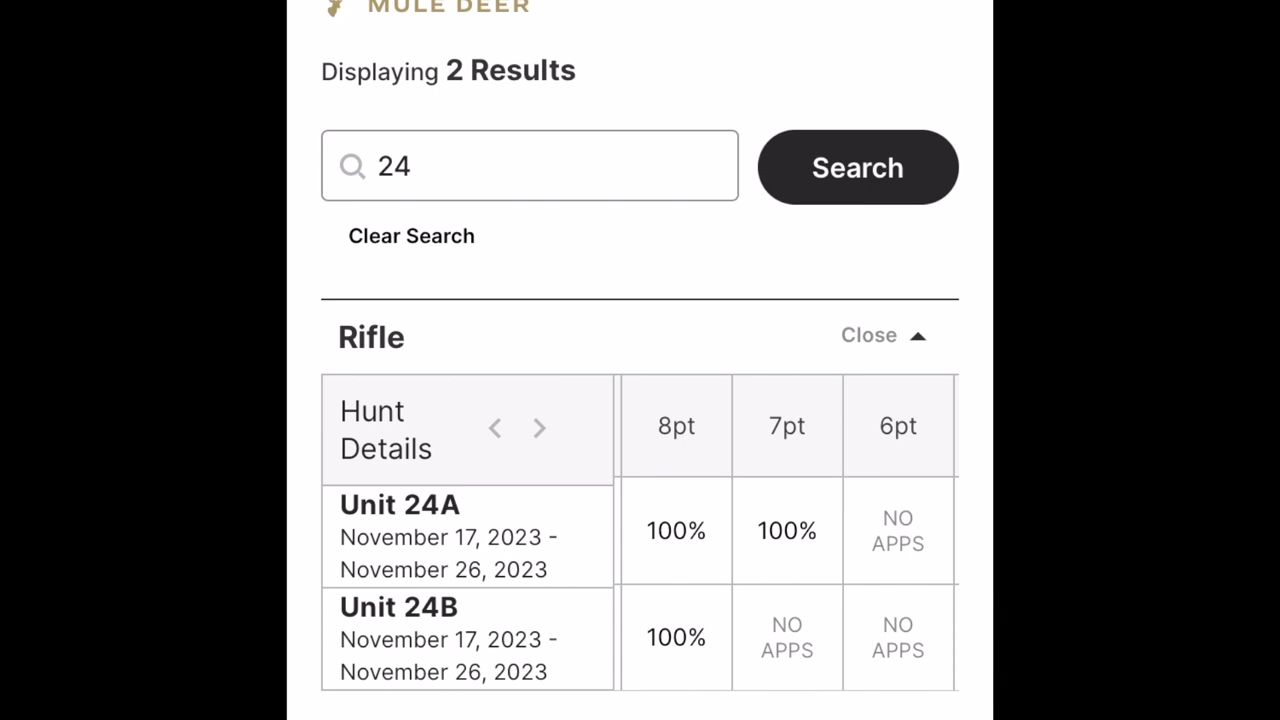 MULE DEER
Displaying 2 Results
24
Search
Clear Search
Rifle
Close
Hunt
Details
8pt
7pt
6pt
Unit 24A
November 17, 2023 -
November 26, 2023
100%
100%
NO
APPS
Unit 24B
November 17, 2023 -
November 26, 2023
100%
NO
APPS
NO
APPS